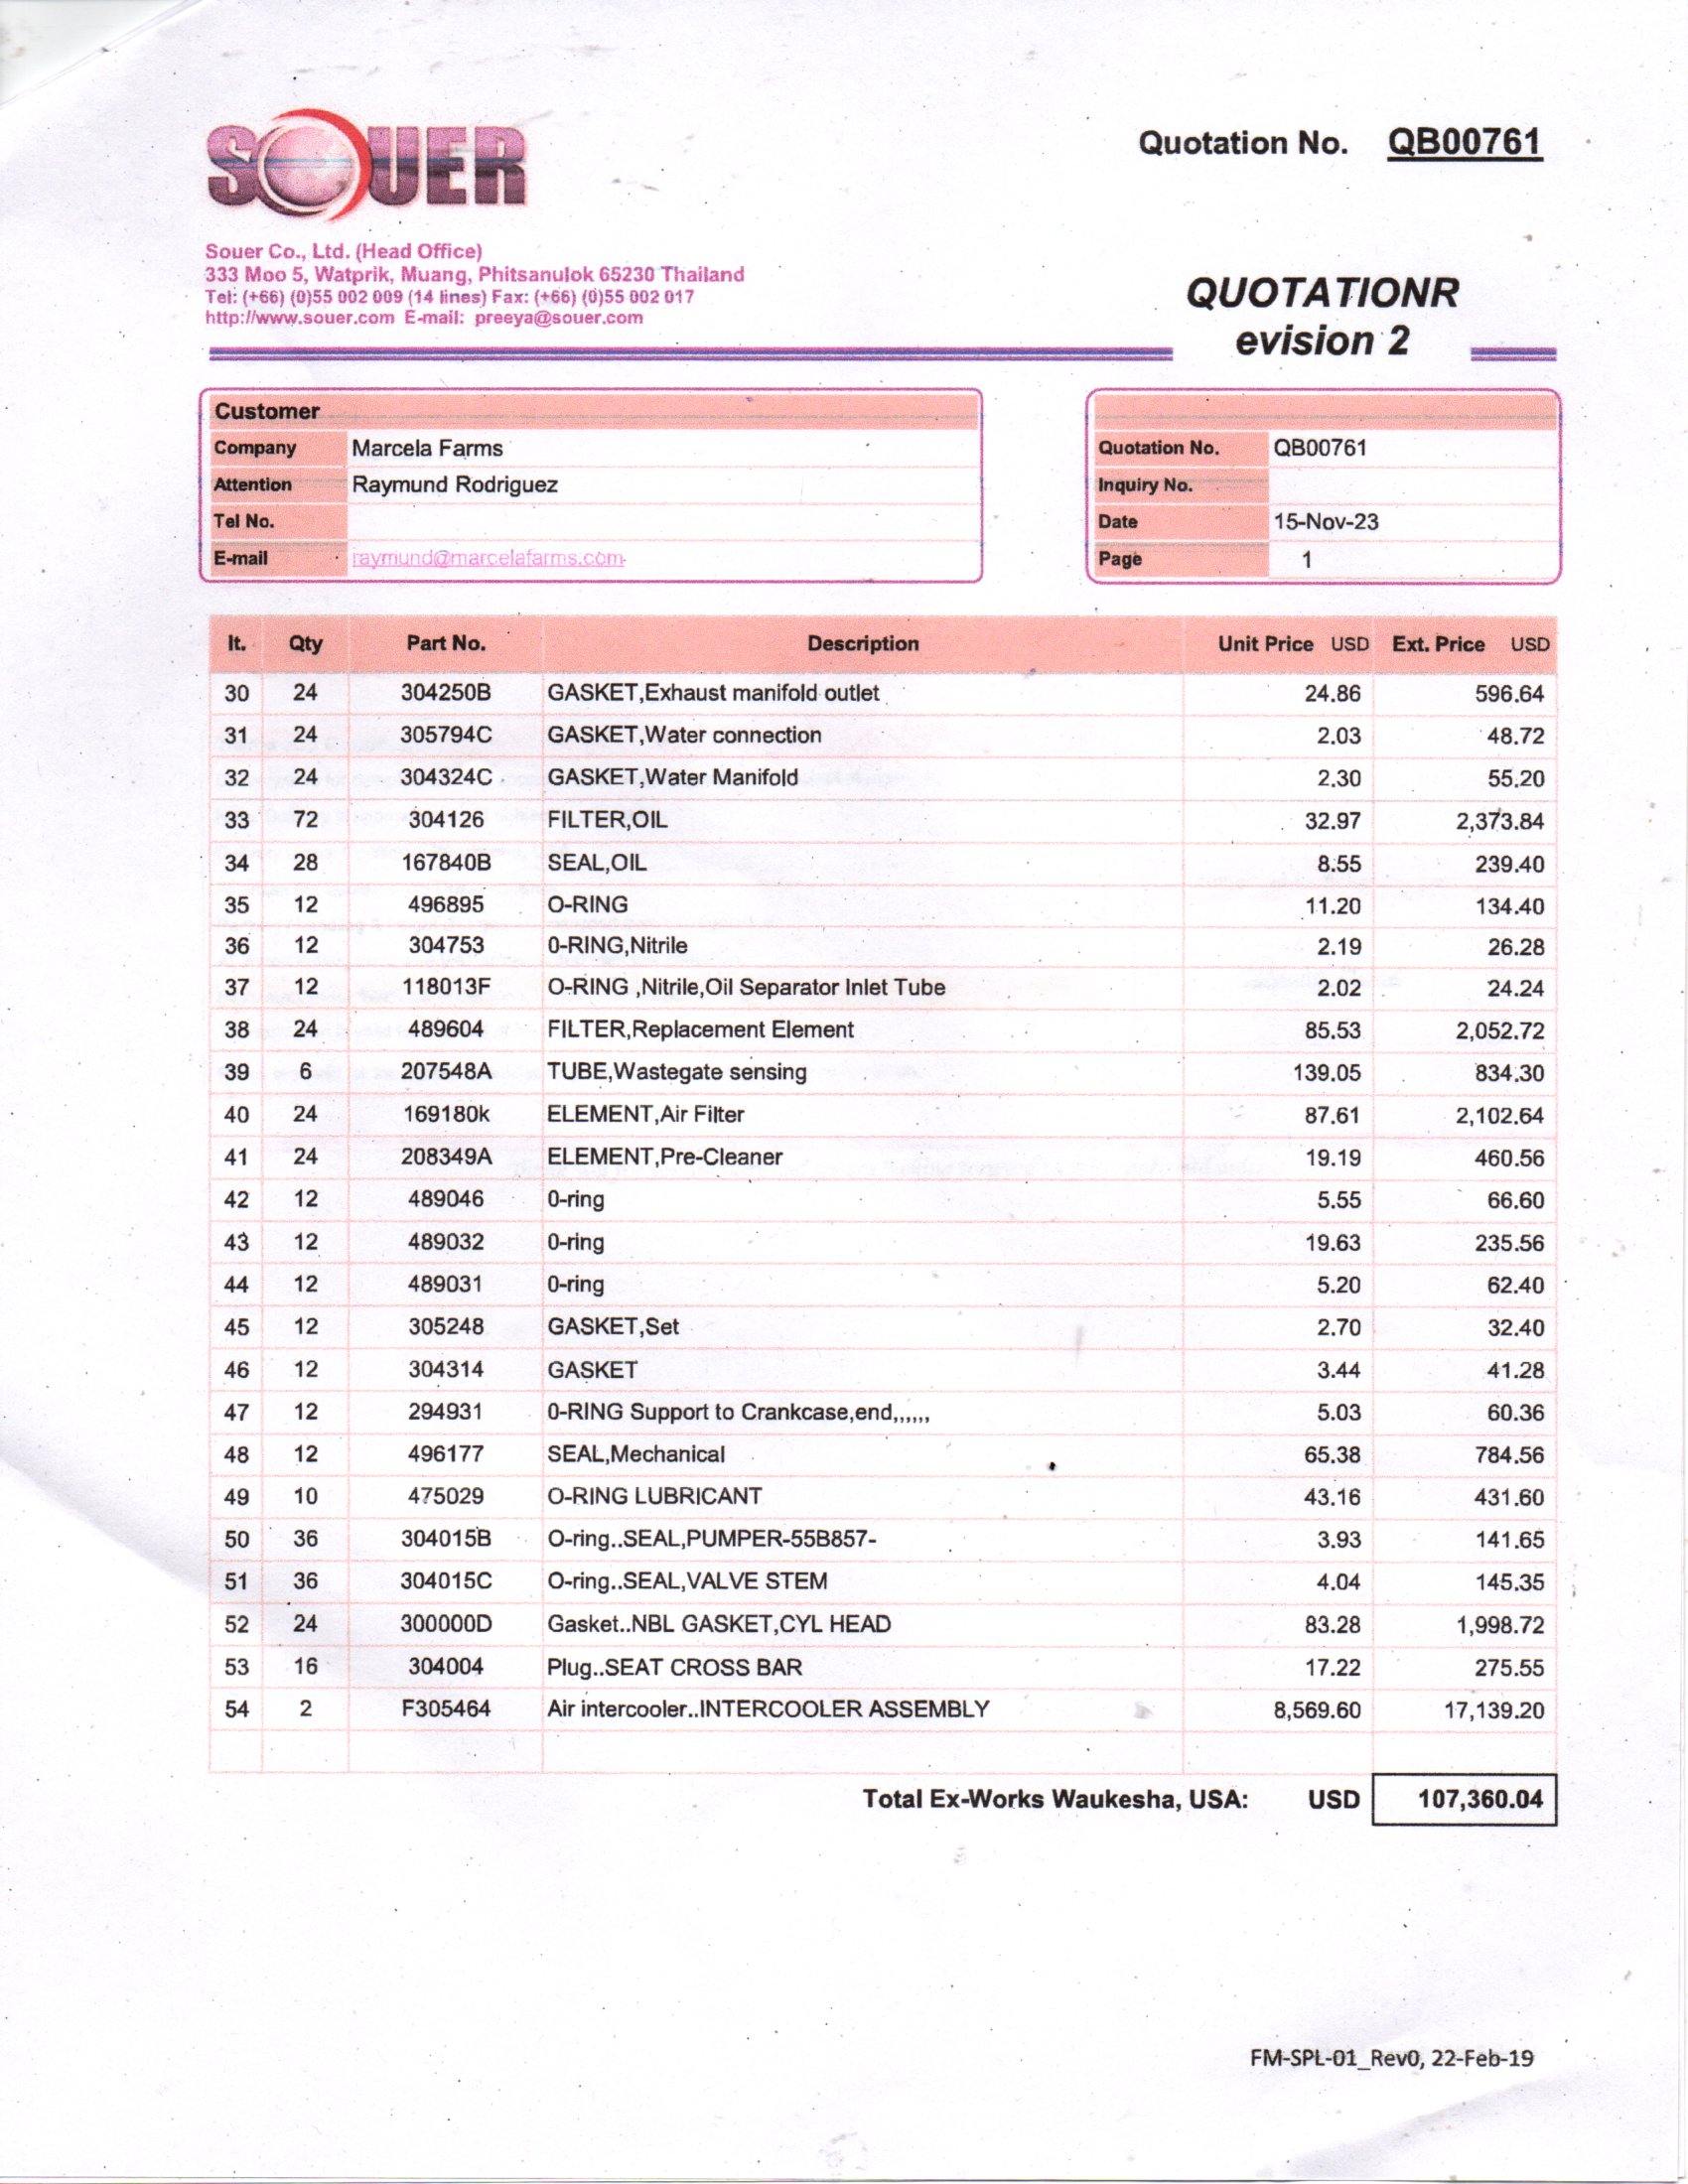 SOUER
Quotation No. QB00761
Souer Co., Ltd. (Head Office)
333 Moo 5, Watprik, Muang, Phitsanulok 65230 Thailand
Tel: (+66) (0)55 002 009 (14 lines) Fax: (+66) (0)55 002 017
http://www.souer.com E-mail: preeya@souer.com
QUOTATIONR
evision 2
Customer
Company Marcela Farms
Attention Raymund Rodriguez
Tel No.
E-mail raymund@marcelafarms.com
Quotation No. QB00761
Inquiry No.
Date 15-Nov-23
Page 1
It. Qty Part No. Description Unit Price USD Ext. Price USD
30 24 304250B GASKET,Exhaust manifold outlet 24.86 596.64
31 24 305794C GASKET,Water connection 2.03 48.72
32 24 304324C GASKET,Water Manifold 2.30 55.20
33 72 304126 FILTER,OIL 32.97 2,373.84
34 28 167840B SEAL,OIL 8.55 239.40
35 12 496895 O-RING 11.20 134.40
36 12 304753 0-RING,Nitrile 2.19 26.28
37 12 118013F O-RING ,Nitrile,Oil Separator Inlet Tube 2.02 24.24
38 24 489604 FILTER,Replacement Element 85.53 2,052.72
39 6 207548A TUBE,Wastegate sensing 139.05 834.30
40 24 169180k ELEMENT,Air Filter 87.61 2,102.64
41 24 208349A ELEMENT,Pre-Cleaner 19.19 460.56
42 12 489046 0-ring 5.55 66.60
43 12 489032 0-ring 19.63 235.56
44 12 489031 0-ring 5.20 62.40
45 12 305248 GASKET,Set 2.70 32.40
46 12 304314 GASKET 3.44 41.28
47 12 294931 0-RING Support to Crankcase,end,,,,,, 5.03 60.36
48 12 496177 SEAL,Mechanical 65.38 784.56
49 10 475029 O-RING LUBRICANT 43.16 431.60
50 36 304015B O-ring..SEAL,PUMPER-55B857- 3.93 141.65
51 36 304015C O-ring..SEAL,VALVE STEM 4.04 145.35
52 24 300000D Gasket..NBL GASKET,CYL HEAD 83.28 1,998.72
53 16 304004 Plug..SEAT CROSS BAR 17.22 275.55
54 2 F305464 Air intercooler..INTERCOOLER ASSEMBLY 8,569.60 17,139.20
Total Ex-Works Waukesha, USA: USD 107,360.04
FM-SPL-01_Rev0, 22-Feb-19